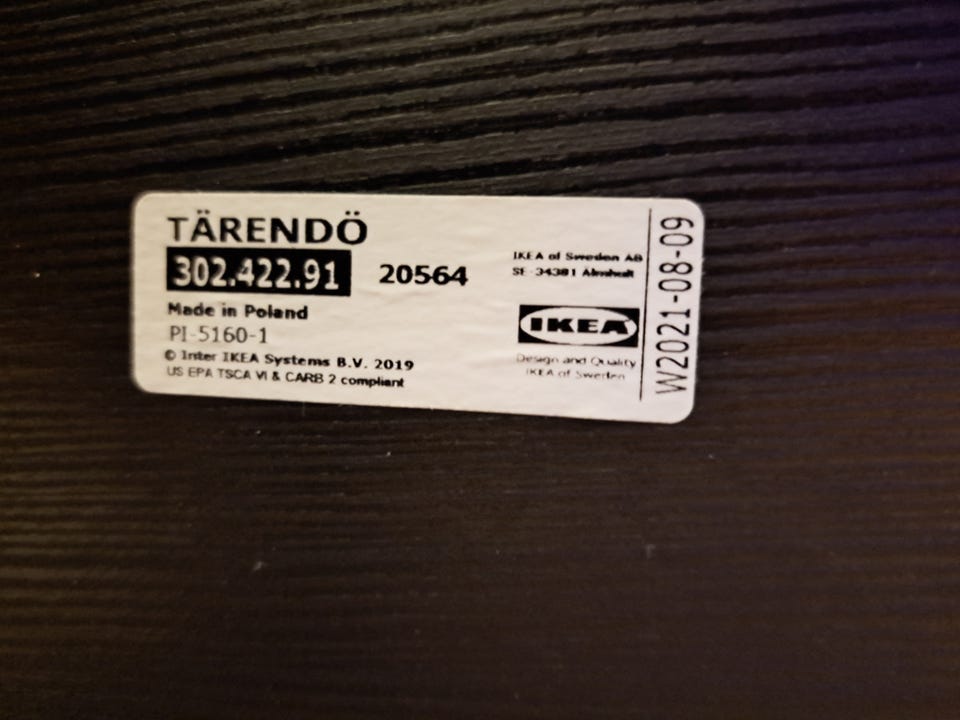 TÄRENDÖ
302.422.91 20564
Made in Poland
PI-5160-1
© Inter IKEA Systems B.V. 2019
US EPA TSCA VI & CARB 2 compliant
IKEA of Sweden AB
SE-34381 Älmhult
IKEA
Design and Quality
IKEA of Sweden
W2021-08-09